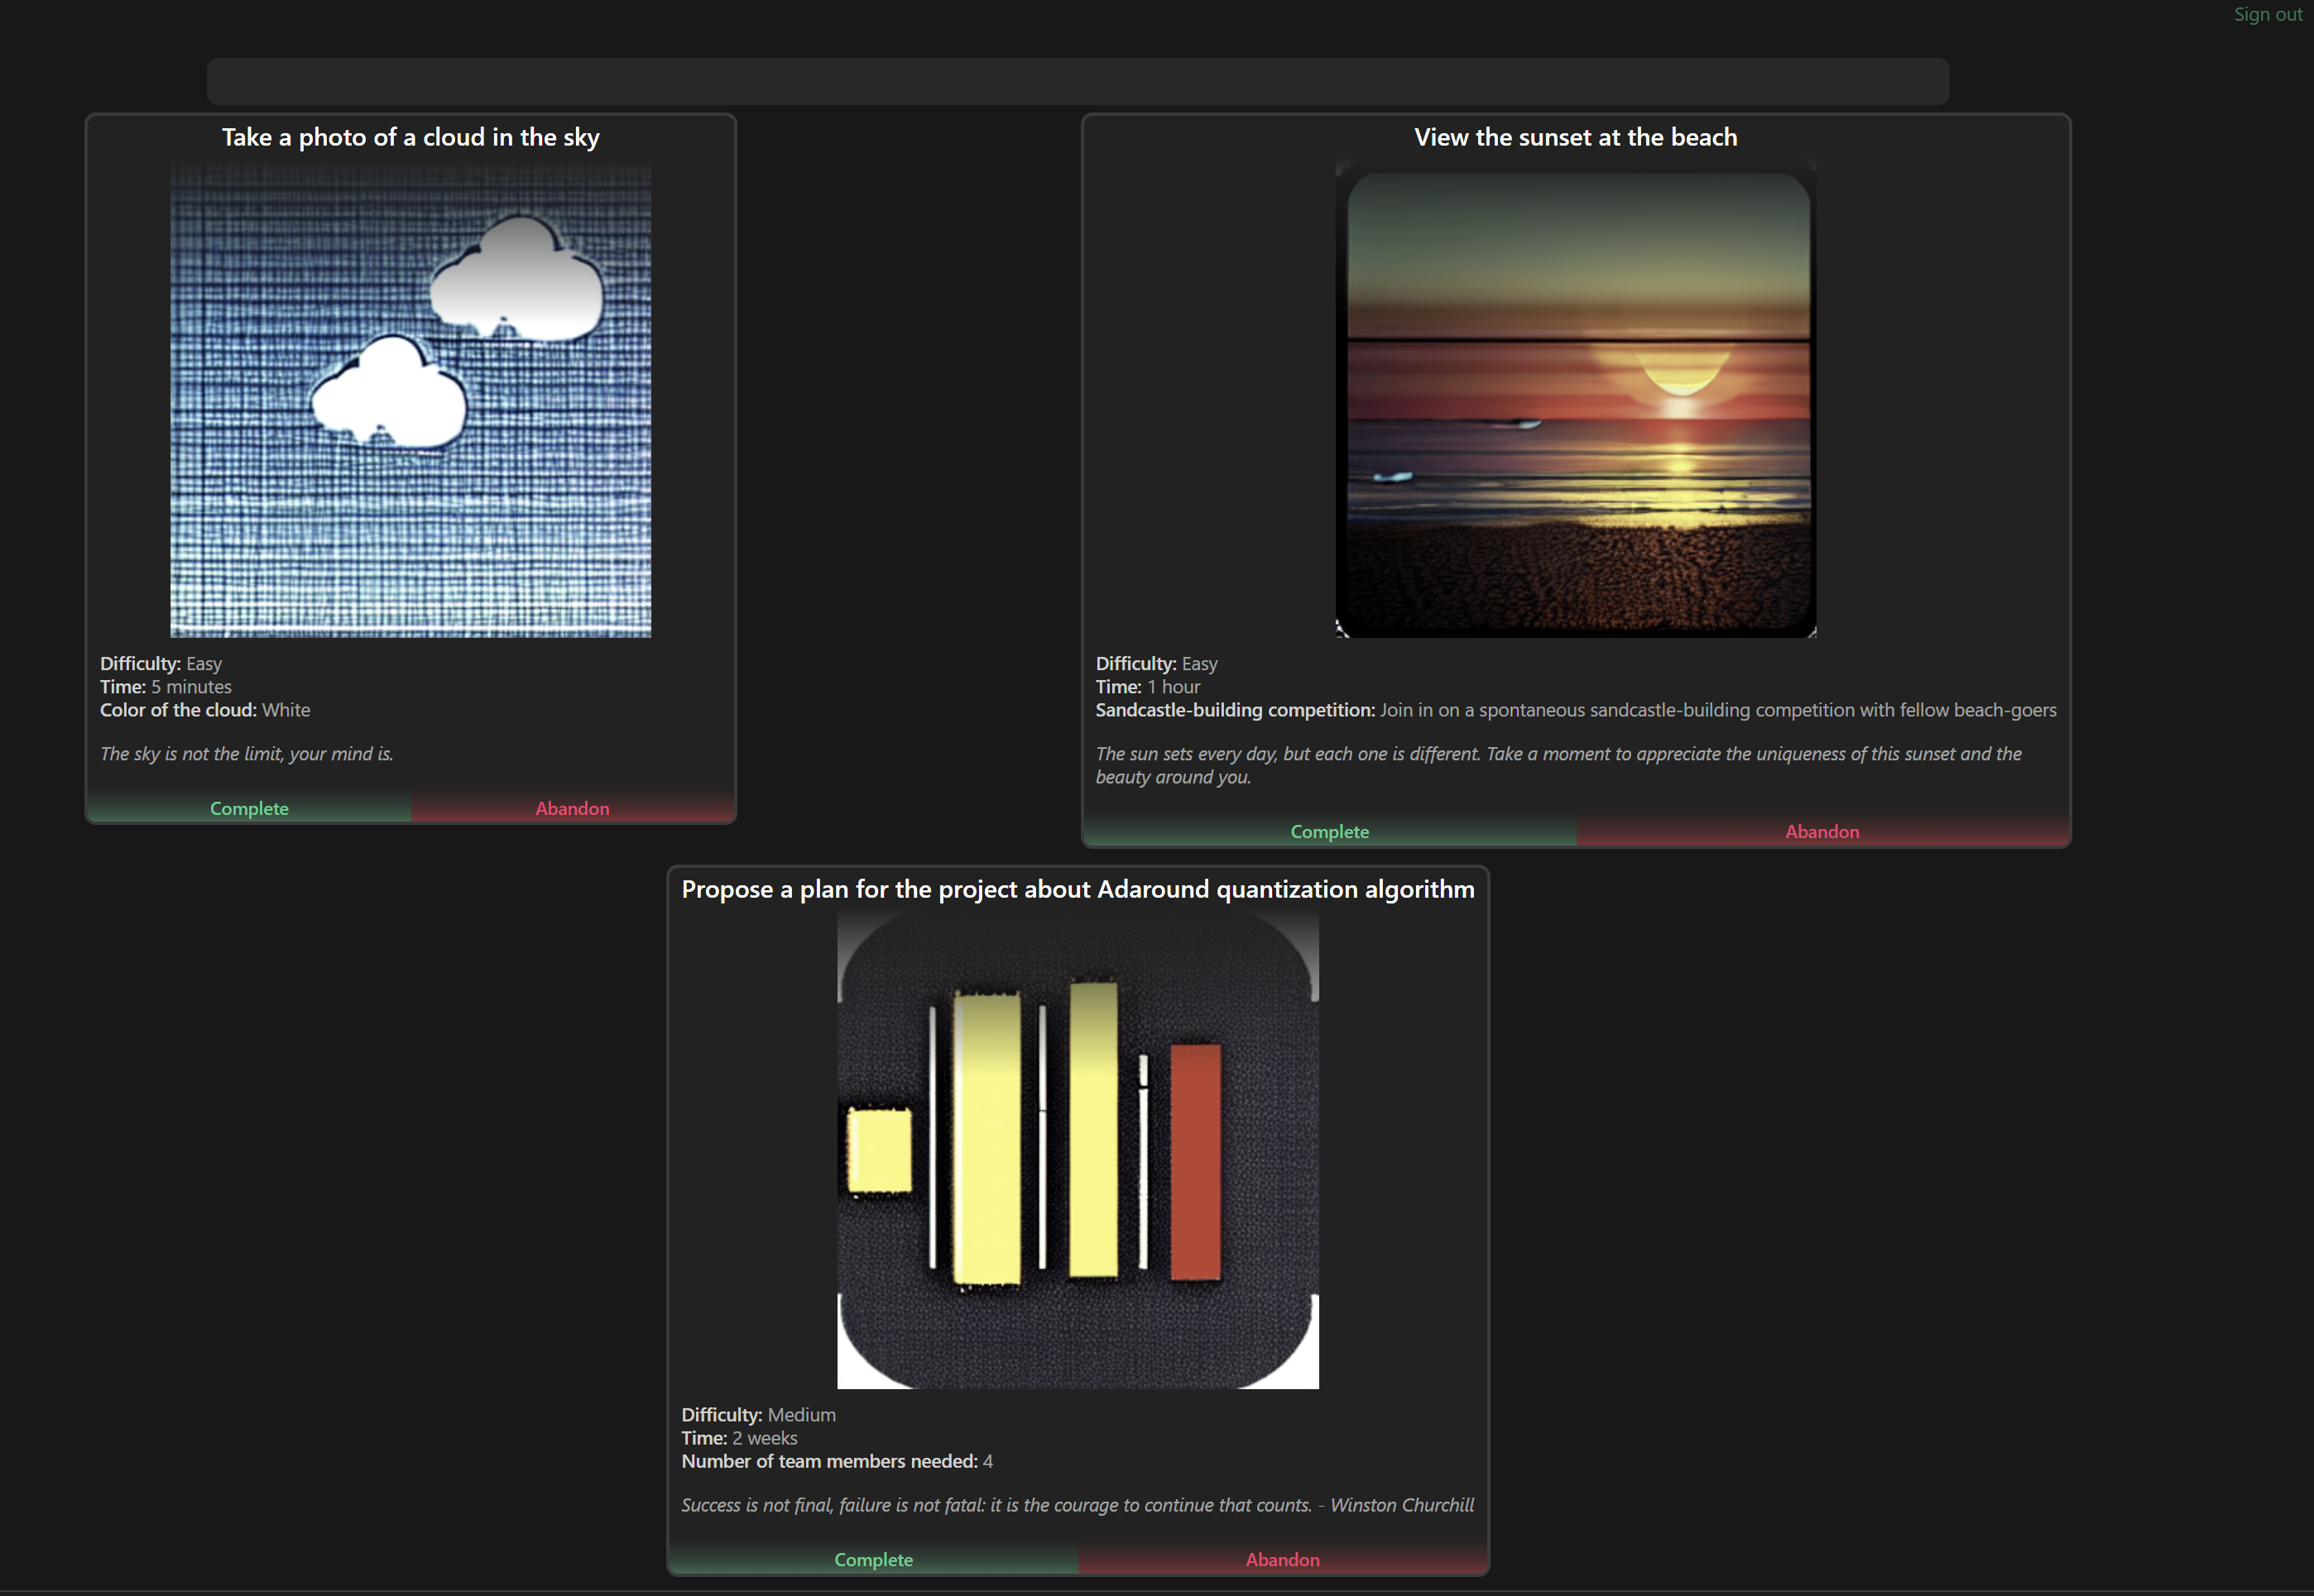 Sign out
Take a photo of a cloud in the sky
Difficulty: Easy
Time: 5 minutes
Color of the cloud: White
The sky is not the limit, your mind is.
Complete
Abandon
View the sunset at the beach
Difficulty: Easy
Time: 1 hour
Sandcastle-building competition: Join in on a spontaneous sandcastle-building competition with fellow beach-goers
The sun sets every day, but each one is different. Take a moment to appreciate the uniqueness of this sunset and the
beauty around you.
Complete
Abandon
Propose a plan for the project about Adaround quantization algorithm
Difficulty: Medium
Time: 2 weeks
Number of team members needed: 4
Success is not final, failure is not fatal: it is the courage to continue that counts. - Winston Churchill
Complete
Abandon